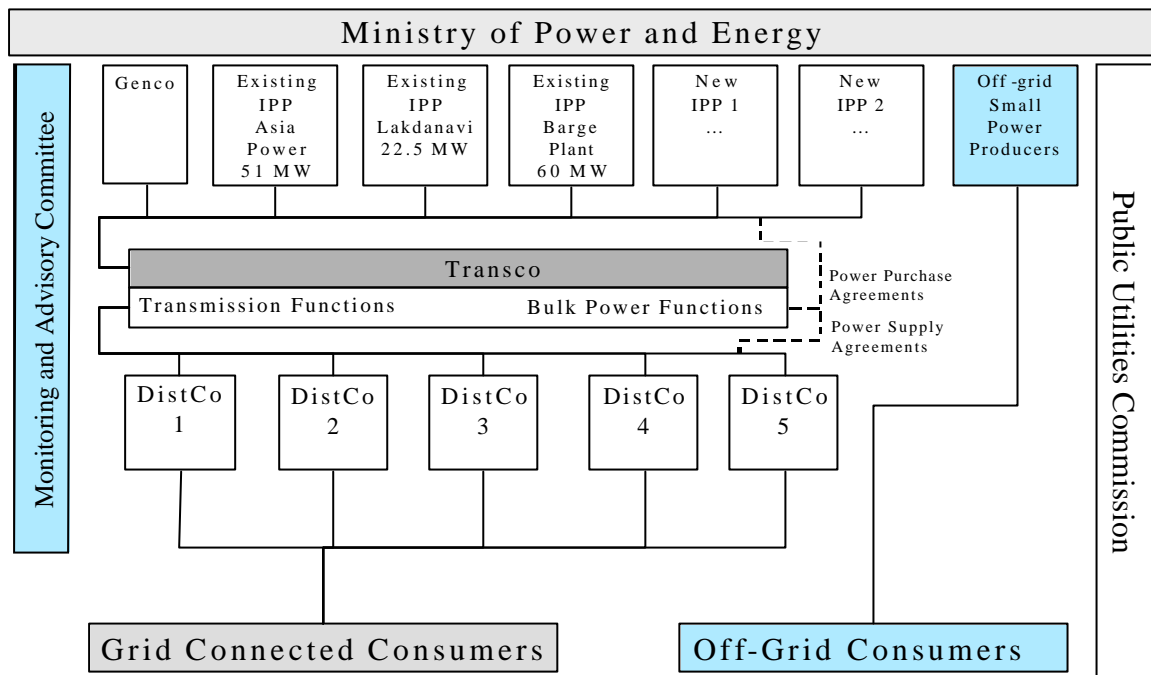 Ministry of Power and Energy
Monitoring and Advisory Committee
Genco
Existing
IPP
Asia
Power
51 MW
Existing
IPP
Lakdanavi
22.5 MW
Existing
IPP
Barge
Plant
60 MW
New
IPP 1
...
New
IPP 2
...
Off-grid
Small
Power
Producers
Public Utilities Commission
Transco
Transmission Functions
Bulk Power Functions
Power Purchase
Agreements
Power Supply
Agreements
DistCo
1
DistCo
2
DistCo
3
DistCo
4
DistCo
5
Grid Connected Consumers
Off-Grid Consumers